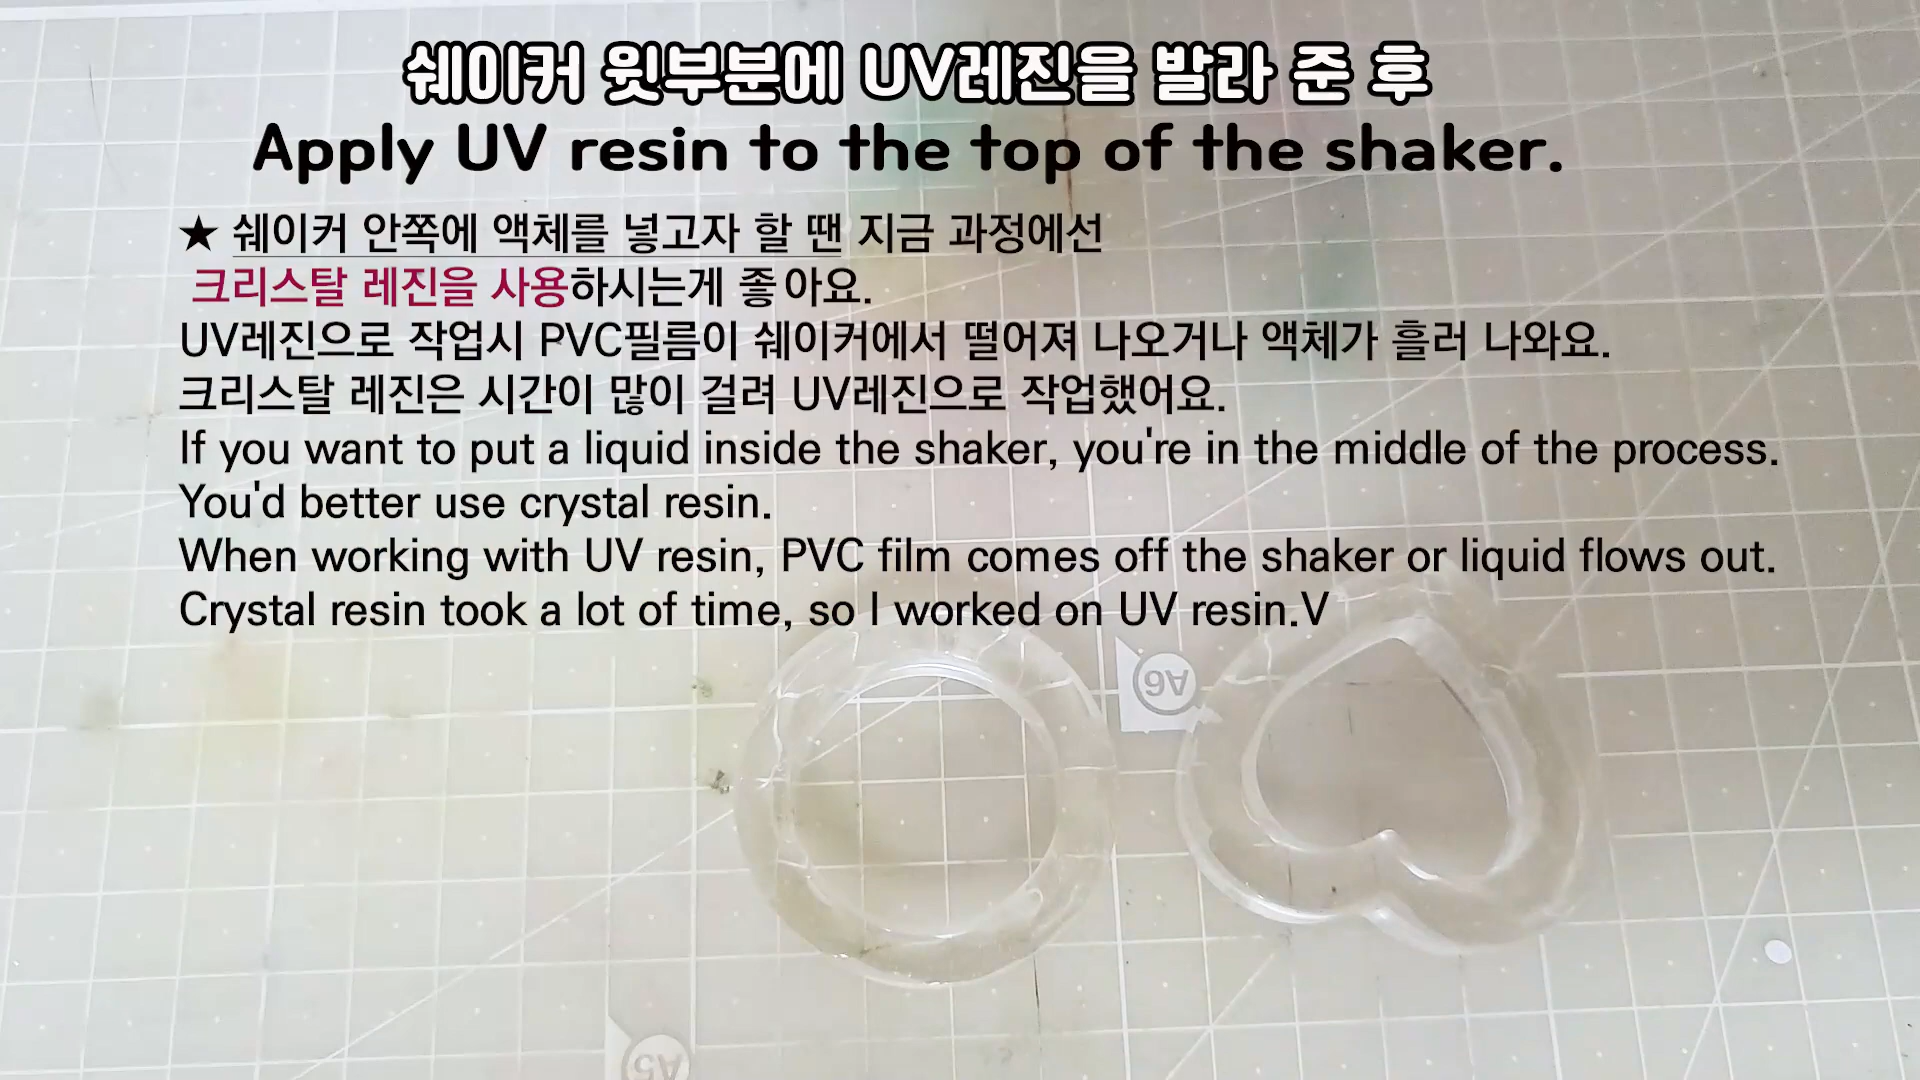 쉐이커 윗부분에 UV레진을 발라 준 후
Apply UV resin to the top of the shaker.
★ 쉐이커 안쪽에 액체를 넣고자 할 땐 지금 과정에선
크리스탈 레진을 사용하시는게 좋아요.
UV레진으로 작업시 PVC필름이 쉐이커에서 떨어져 나오거나 액체가 흘러 나와요.
크리스탈 레진은 시간이 많이 걸려 UV레진으로 작업했어요.
If you want to put a liquid inside the shaker, you're in the middle of the process.
You'd better use crystal resin.
When working with UV resin, PVC film comes off the shaker or liquid flows out.
Crystal resin took a lot of time, so I worked on UV resin.V
A6
A5